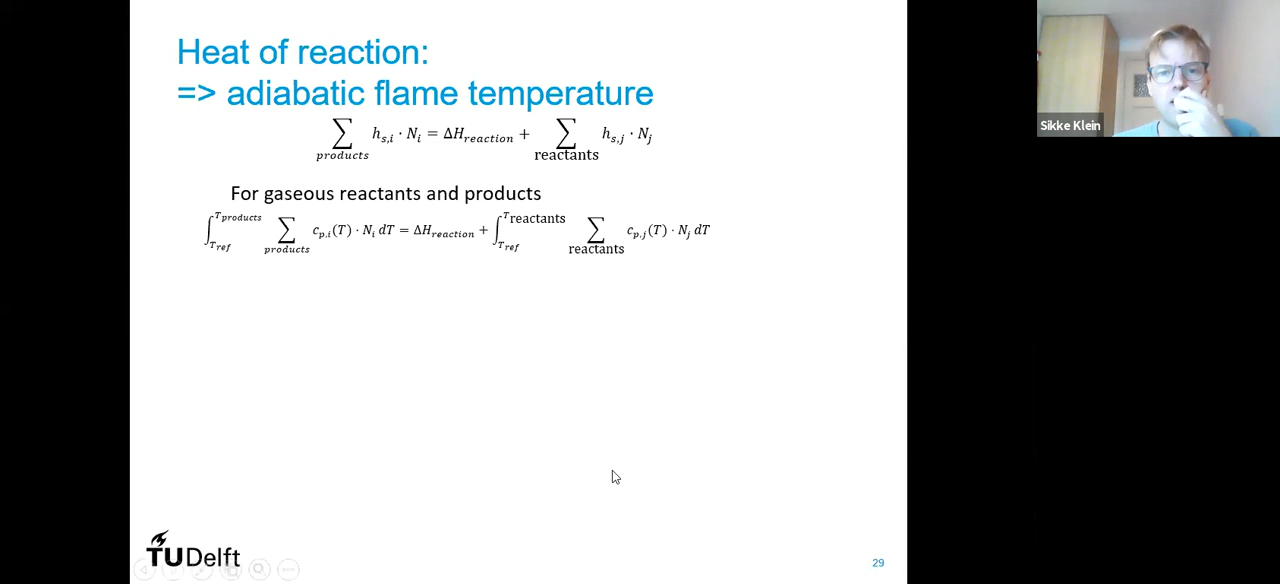 Heat of reaction:
=> adiabatic flame temperature
∑ products h_{s,i} · N_i = ΔH_{reaction} + ∑ reactants h_{s,j} · N_j
For gaseous reactants and products
∫_{T_{ref}}^{T_{products}} ∑ products c_{p,i}(T) · N_i dT = ΔH_{reaction} + ∫_{T_{ref}}^{T_{reactants}} ∑ reactants c_{p,j}(T) · N_j dT
Sikke Klein
TUDelft
29